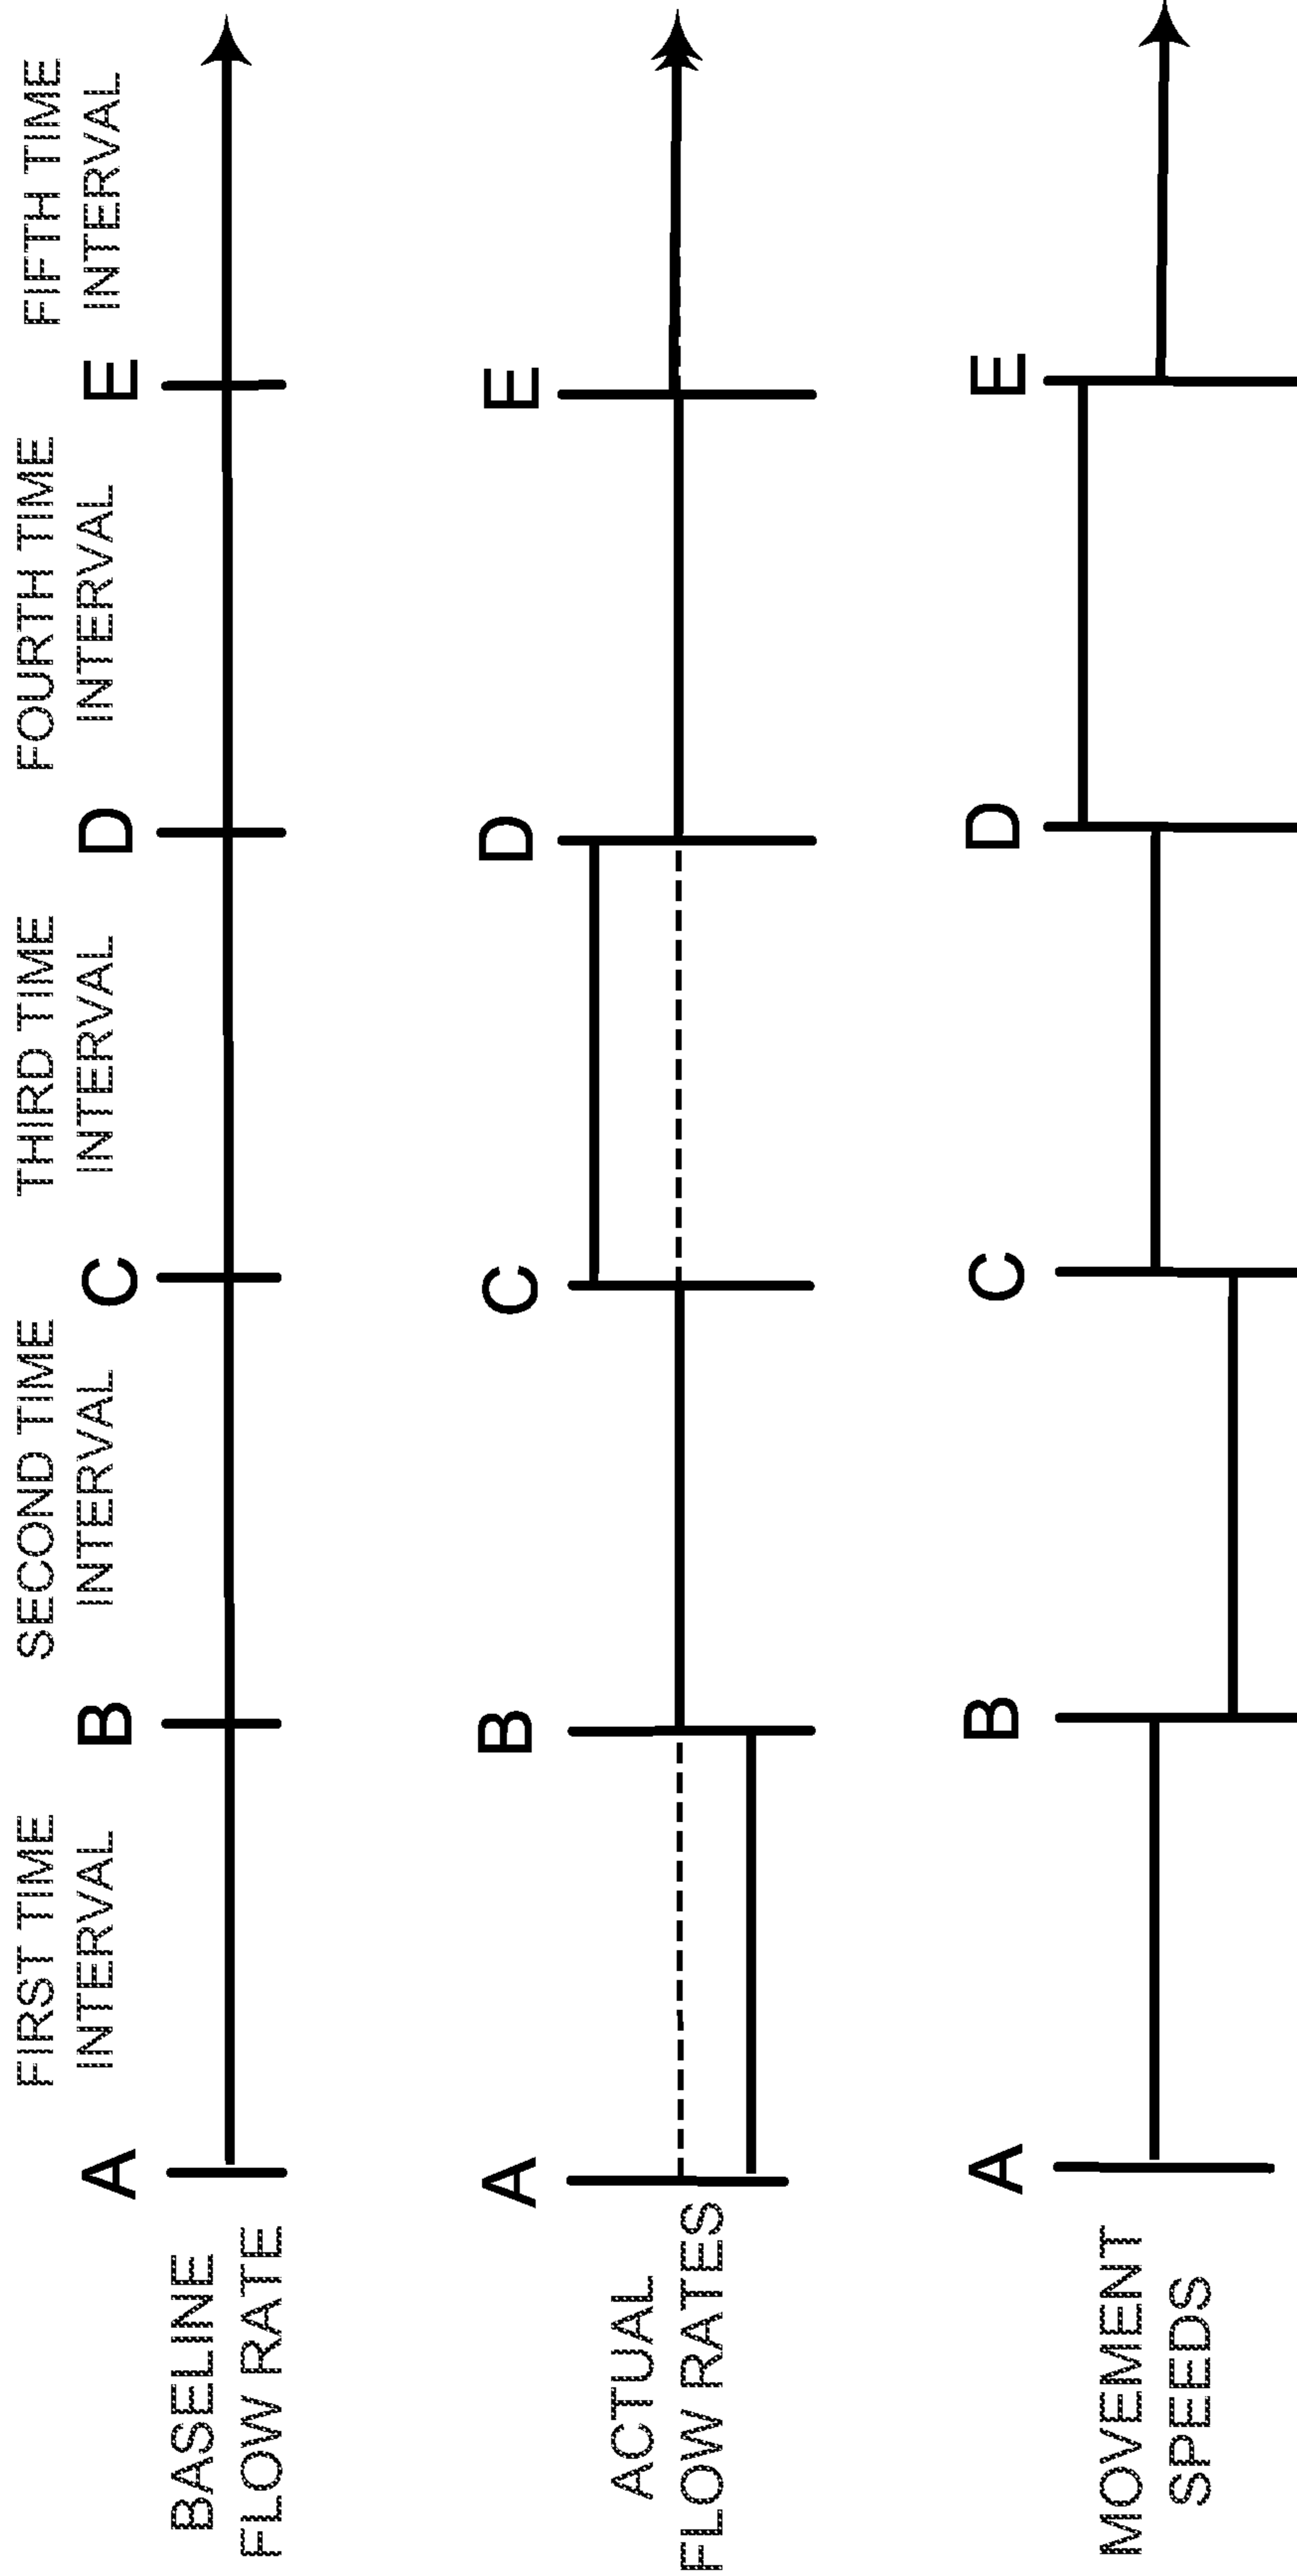 FIRST TIME
INTERVAL
SECOND TIME
INTERVAL
THIRD TIME
INTERVAL
FOURTH TIME
INTERVAL
FIFTH TIME
INTERVAL
A B C D E
BASELINE
FLOW RATE
A B C D E
ACTUAL
FLOW RATES
A B C D E
MOVEMENT
SPEEDS